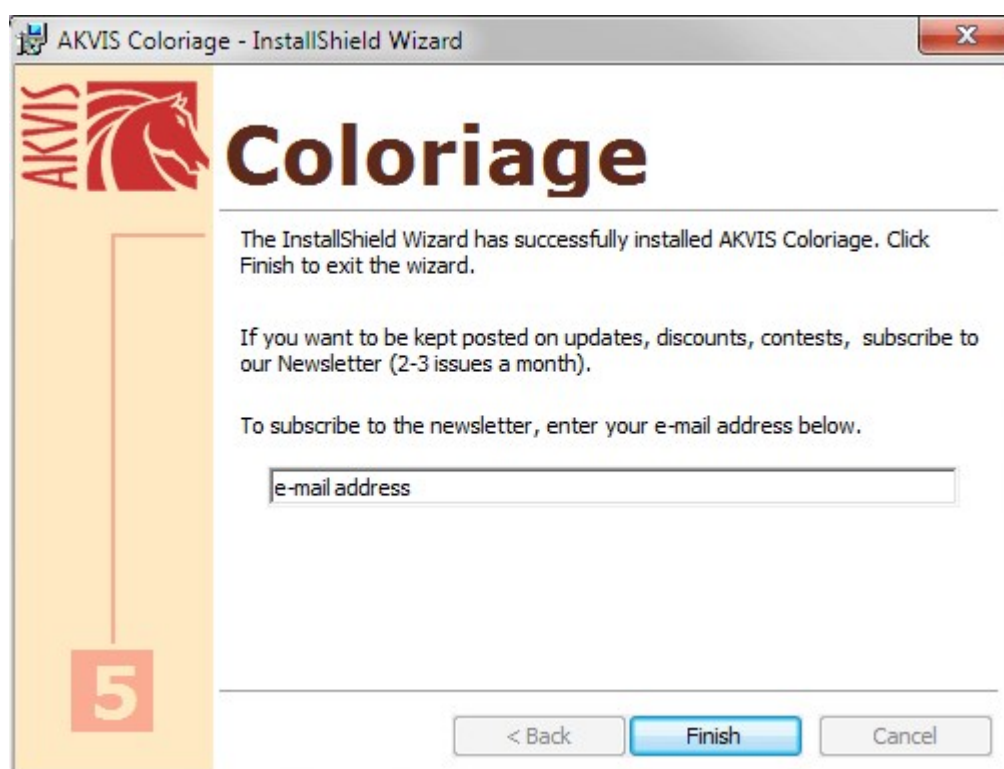 AKVIS Coloriage - InstallShield Wizard
x
AKVIS
Coloriage
The InstallShield Wizard has successfully installed AKVIS Coloriage. Click
Finish to exit the wizard.
If you want to be kept posted on updates, discounts, contests,  subscribe to
our Newsletter (2-3 issues a month).
To subscribe to the newsletter, enter your e-mail address below.
e-mail address
5
< Back
Finish
Cancel